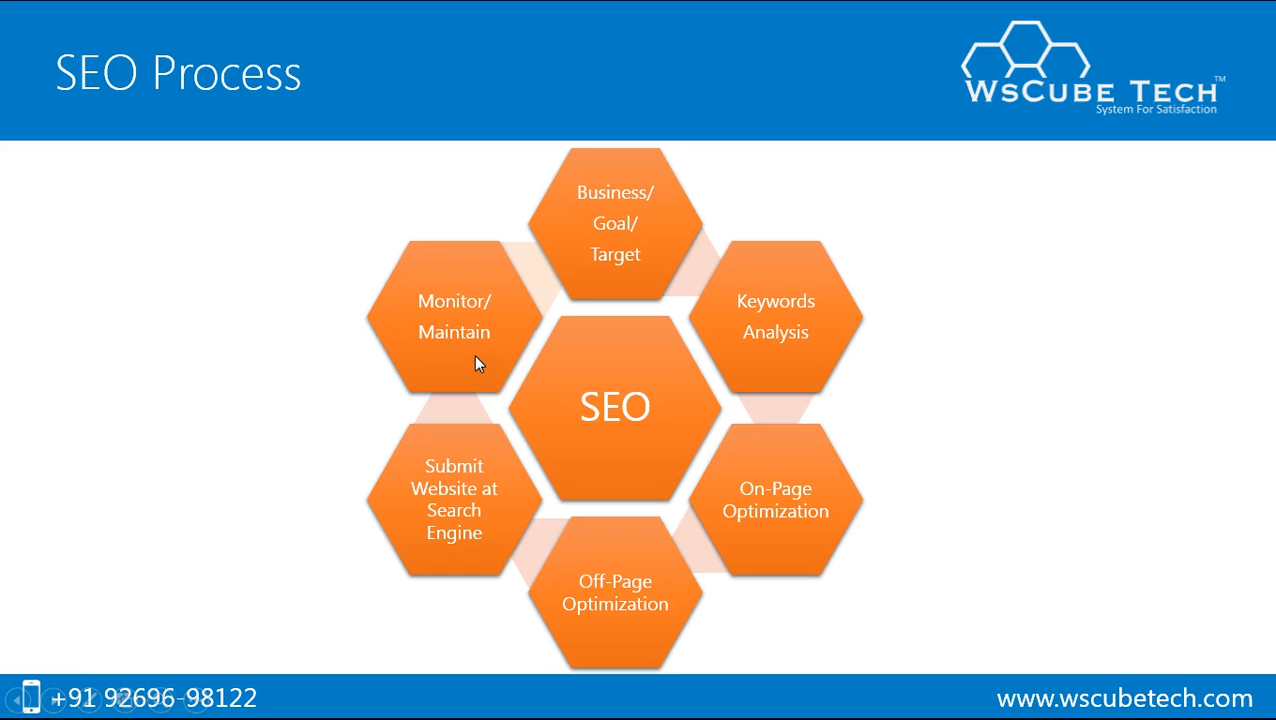 SEO Process
WSCUBE TECH™
System For Satisfaction
Business/
Goal/
Target
Monitor/
Maintain
Keywords
Analysis
SEO
Submit
Website at
Search
Engine
On-Page
Optimization
Off-Page
Optimization
+91 92696-98122
www.wscubetech.com